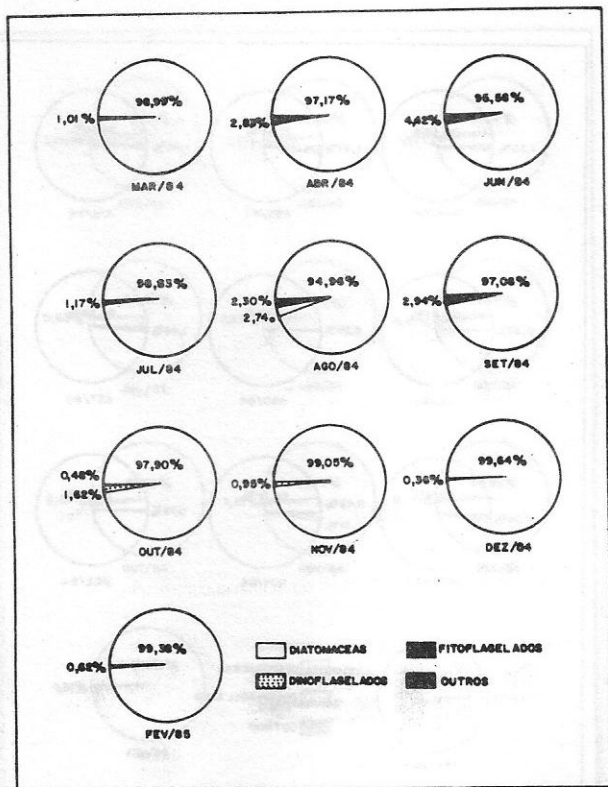 98,99%
1,01%
MAR/84
97,17%
2,83%
ABR/84
95,58%
4,42%
JUN/84
98,83%
1,17%
JUL/84
94,96%
2,30%
2,74%
AGO/84
97,06%
2,94%
SET/84
97,90%
0,48%
1,62%
OUT/84
99,05%
0,95%
NOV/84
99,64%
0,36%
DEZ/84
99,38%
0,62%
FEV/85
DIATOMACEAS
FITOFLAGELADOS
DINOFLAGELADOS
OUTROS